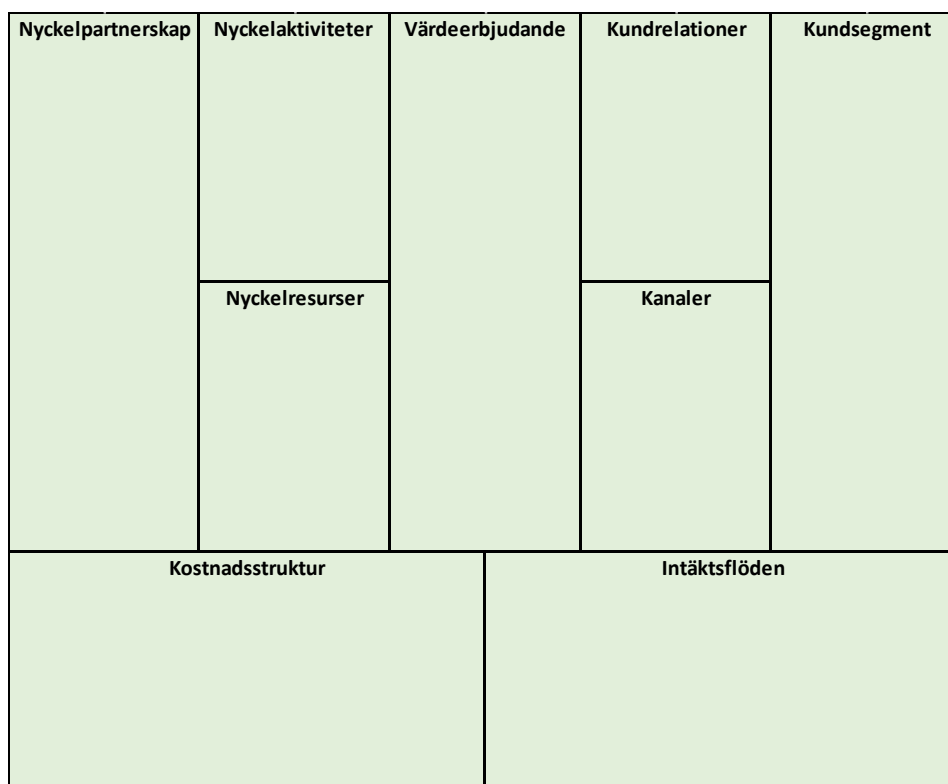 Nyckelpartnerskap
Nyckelaktiviteter
Värdeerbjudande
Kundrelationer
Kundsegment
Nyckelresurser
Kanaler
Kostnadsstruktur
Intäktsflöden